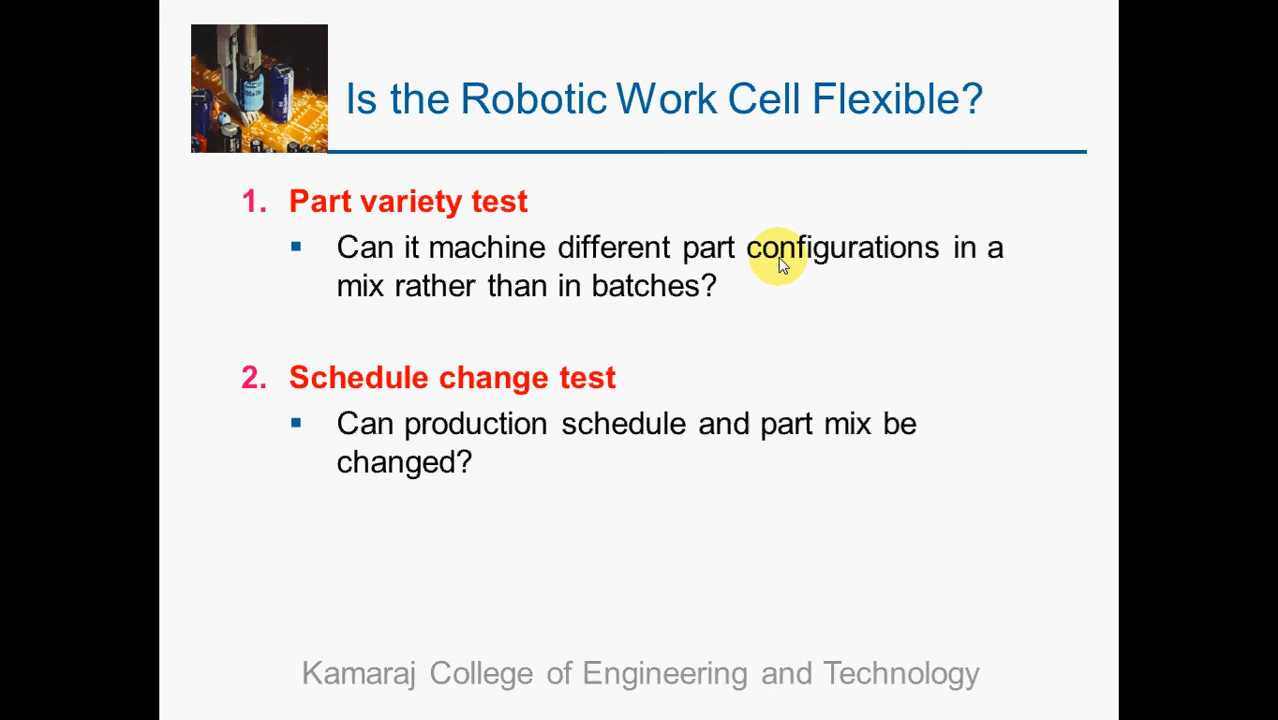 Is the Robotic Work Cell Flexible?
1. Part variety test
▪ Can it machine different part configurations in a
mix rather than in batches?
2. Schedule change test
▪ Can production schedule and part mix be
changed?
Kamaraj College of Engineering and Technology